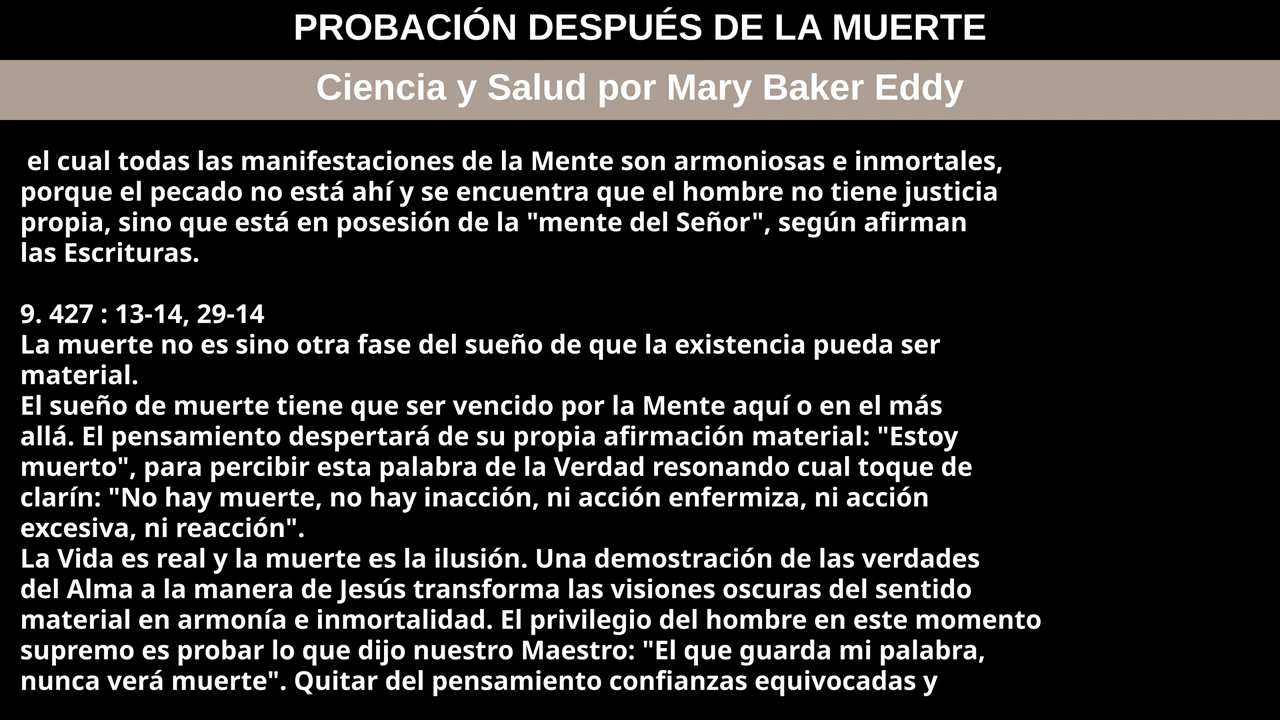 PROBACIÓN DESPUÉS DE LA MUERTE
Ciencia y Salud por Mary Baker Eddy
el cual todas las manifestaciones de la Mente son armoniosas e inmortales,
porque el pecado no está ahí y se encuentra que el hombre no tiene justicia
propia, sino que está en posesión de la "mente del Señor", según afirman
las Escrituras.
9. 427 : 13-14, 29-14
La muerte no es sino otra fase del sueño de que la existencia pueda ser
material.
El sueño de muerte tiene que ser vencido por la Mente aquí o en el más
allá. El pensamiento despertará de su propia afirmación material: "Estoy
muerto", para percibir esta palabra de la Verdad resonando cual toque de
clarín: "No hay muerte, no hay inacción, ni acción enfermiza, ni acción
excesiva, ni reacción".
La Vida es real y la muerte es la ilusión. Una demostración de las verdades
del Alma a la manera de Jesús transforma las visiones oscuras del sentido
material en armonía e inmortalidad. El privilegio del hombre en este momento
supremo es probar lo que dijo nuestro Maestro: "El que guarda mi palabra,
nunca verá muerte". Quitar del pensamiento confianzas equivocadas y